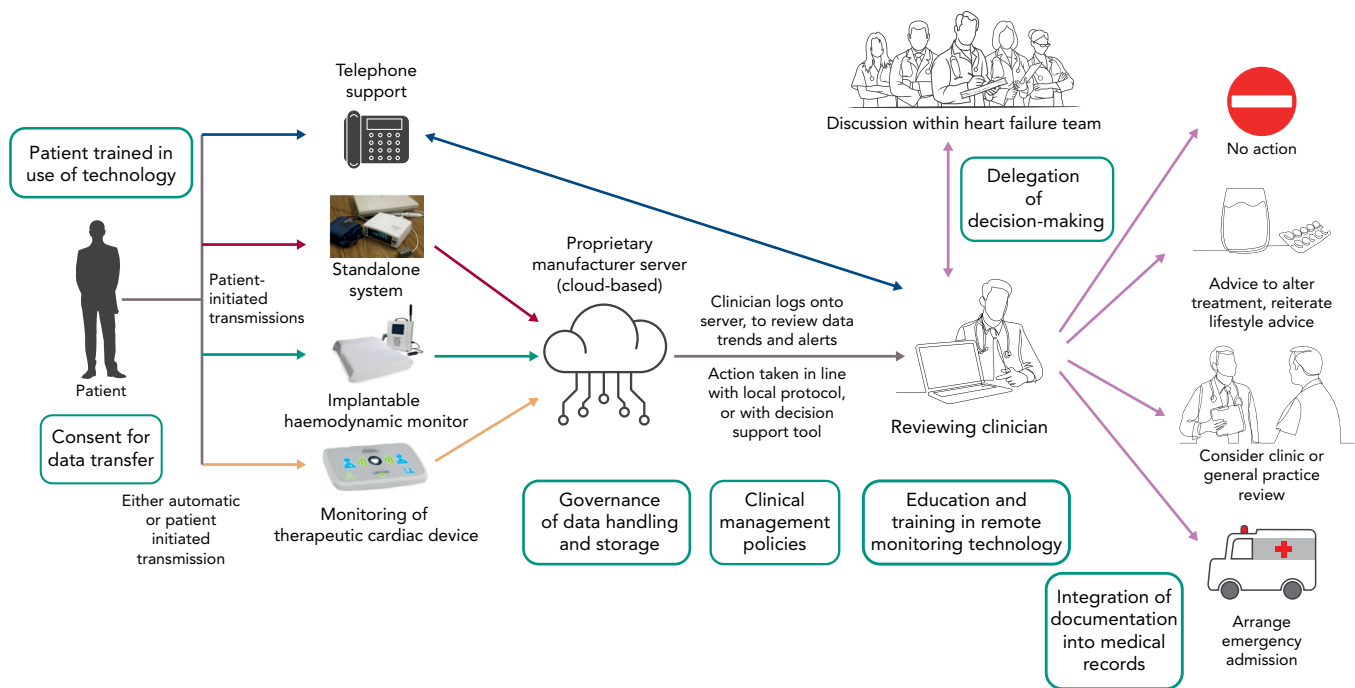 Telephone
support
Patient trained in
use of technology
Patient
Consent for
data transfer
Patient-
initiated
transmissions
Either automatic
or patient
initiated
transmission
Standalone
system
Implantable
haemodynamic monitor
Monitoring of
therapeutic cardiac device
Proprietary
manufacturer server
(cloud-based)
Governance
of data handling
and storage
Clinician logs onto
server, to review data
trends and alerts
Action taken in line
with local protocol,
or with decision
support tool
Clinical
management
policies
Discussion within heart failure team
Delegation
of
decision-making
Reviewing clinician
Education and
training in remote
monitoring technology
Integration of
documentation
into medical
records
No action
Advice to alter
treatment, reiterate
lifestyle advice
Consider clinic or
general practice
review
Arrange
emergency
admission